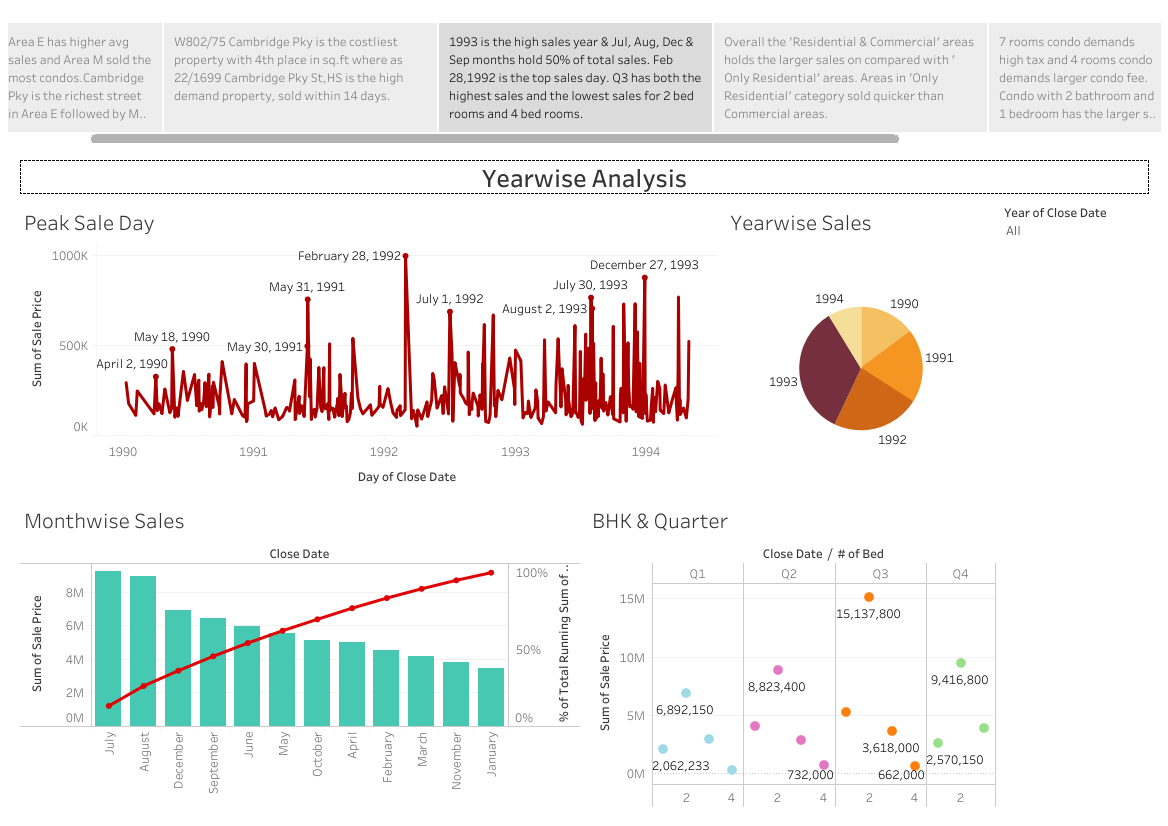 Area E has higher avg
sales and Area M sold the
most condos.Cambridge
Pky is the richest street
in Area E followed by M..
W802/75 Cambridge Pky is the costliest
property with 4th place in sq.ft where as
22/1699 Cambridge Pky St,HS is the high
demand property, sold within 14 days.
1993 is the high sales year & Jul, Aug, Dec &
Sep months hold 50% of total sales. Feb
28,1992 is the top sales day. Q3 has both the
highest sales and the lowest sales for 2 bed
rooms and 4 bed rooms.
Overall the 'Residential & Commercial' areas
holds the larger sales on compared with '
Only Residential' areas. Areas in 'Only
Residential' category sold quicker than
Commercial areas.
7 rooms condo demands
high tax and 4 rooms condo
demands larger condo fee.
Condo with 2 bathroom and
1 bedroom has the larger s..
Yearwise Analysis
Peak Sale Day
Sum of Sale Price
1000K
500K
0K
April 2, 1990
May 18, 1990
May 30, 1991
May 31, 1991
February 28, 1992
July 1, 1992
August 2, 1993
July 30, 1993
December 27, 1993
1990
1991
1992
1993
1994
Day of Close Date
Yearwise Sales
1994
1990
1991
1993
1992
Year of Close Date
All
Monthwise Sales
Close Date
Sum of Sale Price
8M
6M
4M
2M
0M
100%
50%
0%
% of Total Running Sum of ..
July
August
December
September
June
May
October
April
February
March
November
January
BHK & Quarter
Close Date / # of Bed
Q1
Q2
Q3
Q4
Sum of Sale Price
15M
10M
5M
0M
15,137,800
6,892,150
8,823,400
9,416,800
3,618,000
2,062,233
732,000
662,000
2,570,150
2
4
2
4
2
4
2